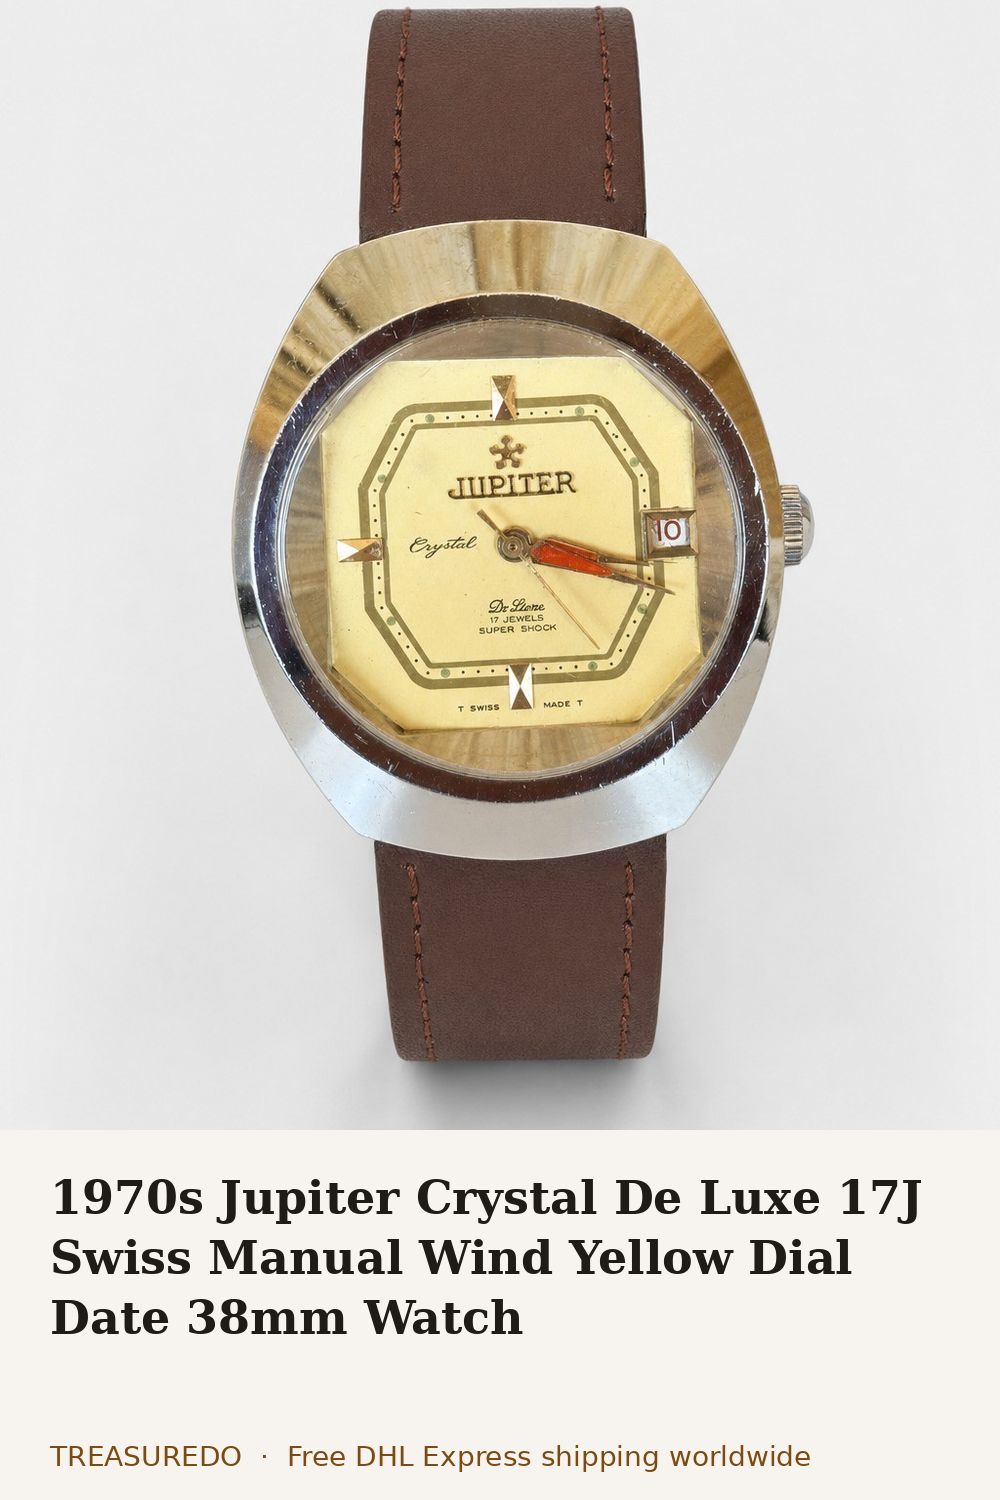 JUPITER
10
Crystal
De Luxe
17 JEWELS
SUPER SHOCK
T SWISS MADE T
1970s Jupiter Crystal De Luxe 17J
Swiss Manual Wind Yellow Dial
Date 38mm Watch
TREASUREDO · Free DHL Express shipping worldwide